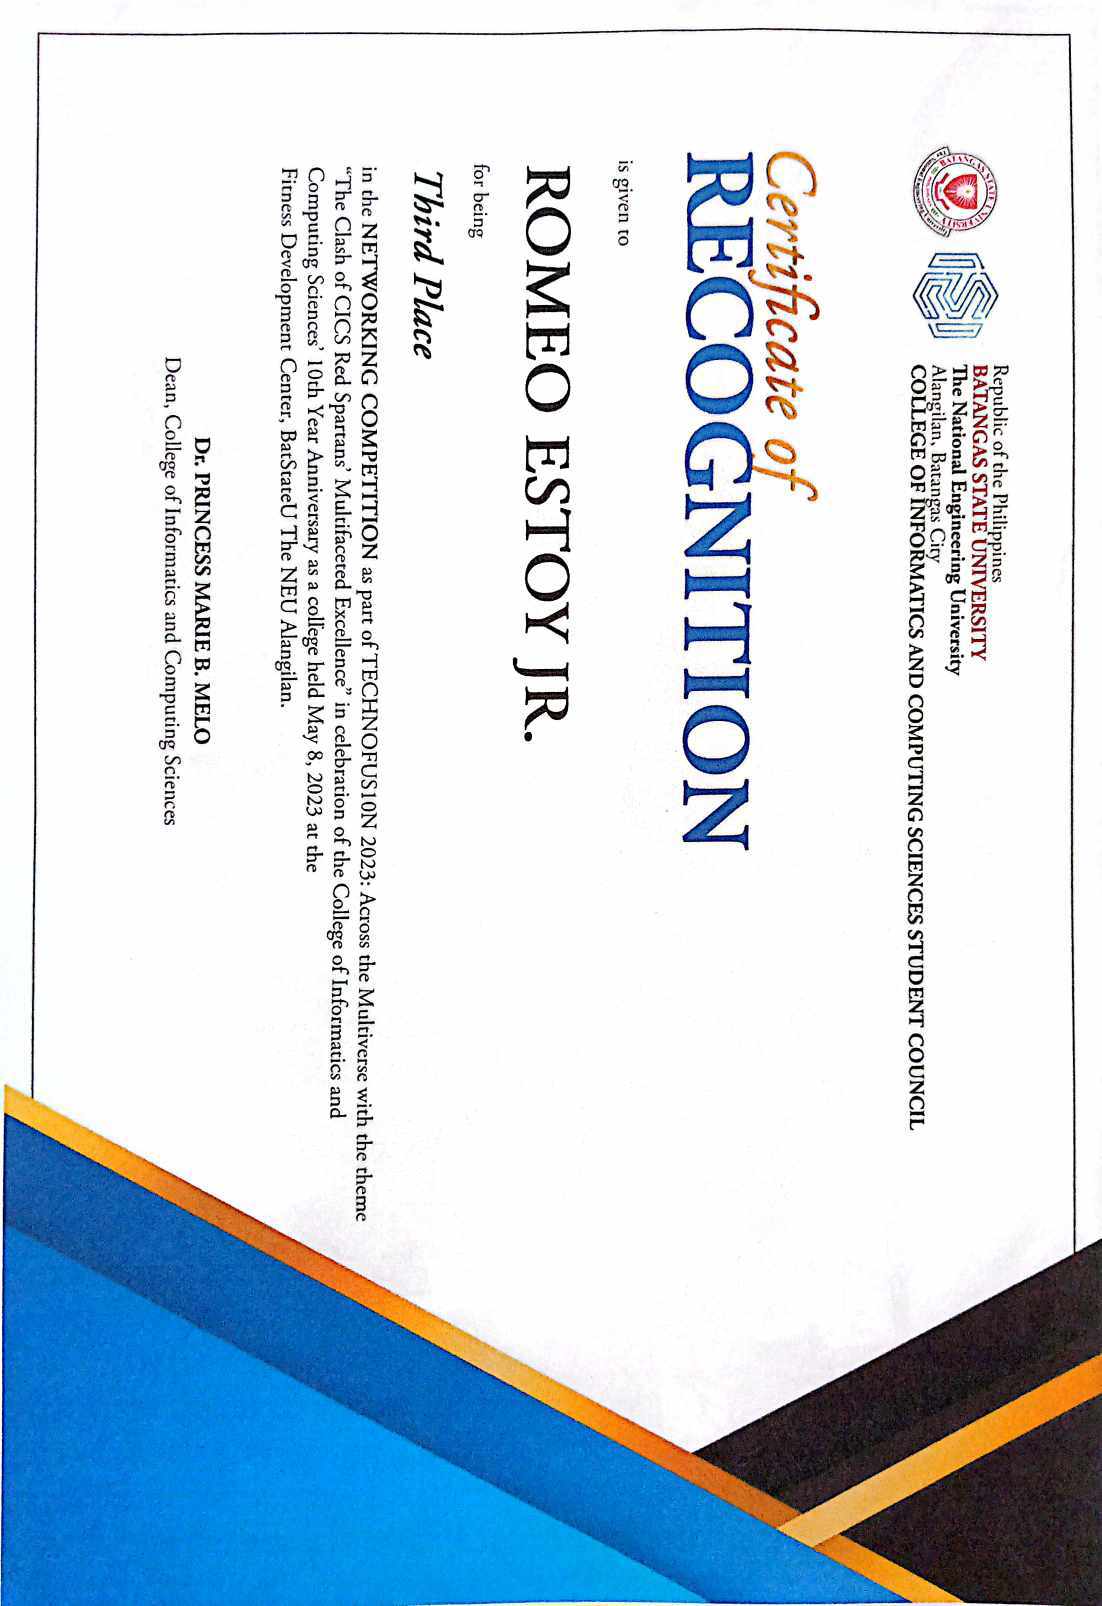 Republic of the Philippines
BATANGAS STATE UNIVERSITY
The National Engineering University
Alangilan, Batangas City
COLLEGE OF INFORMATICS AND COMPUTING SCIENCES STUDENT COUNCIL
Certificate of
RECOGNITION
is given to
ROMEO ESTOY JR.
for being
Third Place
in the NETWORKING COMPETITION as part of TECHNOFUS10N 2023: Across the Multiverse with the theme
“The Clash of CICS Red Spartans’ Multifaceted Excellence” in celebration of the College of Informatics and
Computing Sciences’ 10th Year Anniversary as a college held May 8, 2023 at the
Fitness Development Center, BatStateU The NEU Alangilan.
Dr. PRINCESS MARIE B. MELO
Dean, College of Informatics and Computing Sciences